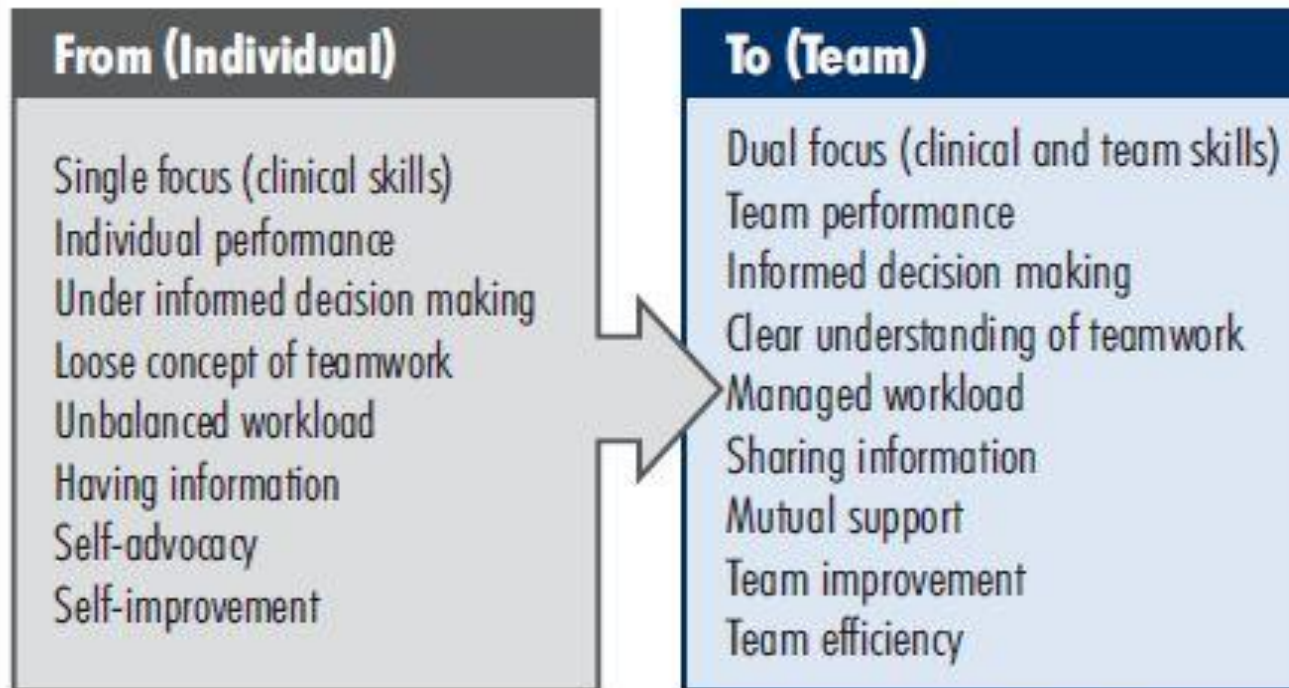 From (Individual)
Single focus (clinical skills)
Individual performance
Under informed decision making
Loose concept of teamwork
Unbalanced workload
Having information
Self-advocacy
Self-improvement
To (Team)
Dual focus (clinical and team skills)
Team performance
Informed decision making
Clear understanding of teamwork
Managed workload
Sharing information
Mutual support
Team improvement
Team efficiency